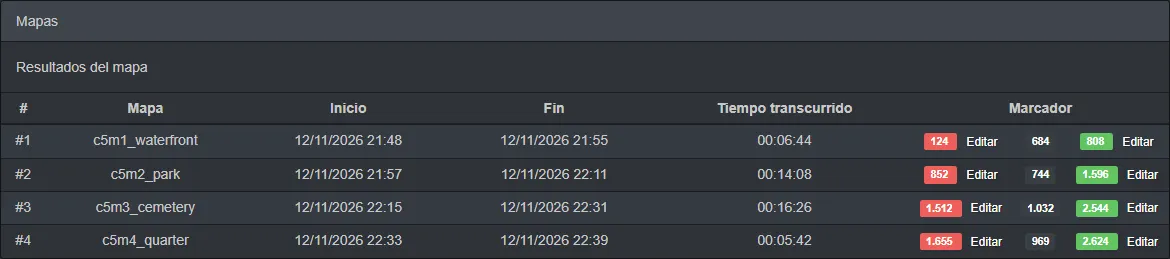 Mapas
Resultados del mapa
# Mapa Inicio Fin Tiempo transcurrido Marcador
#1 c5m1_waterfront 12/11/2026 21:48 12/11/2026 21:55 00:06:44 124 Editar 684 808 Editar
#2 c5m2_park 12/11/2026 21:57 12/11/2026 22:11 00:14:08 852 Editar 744 1.596 Editar
#3 c5m3_cemetery 12/11/2026 22:15 12/11/2026 22:31 00:16:26 1.512 Editar 1.032 2.544 Editar
#4 c5m4_quarter 12/11/2026 22:33 12/11/2026 22:39 00:05:42 1.655 Editar 969 2.624 Editar